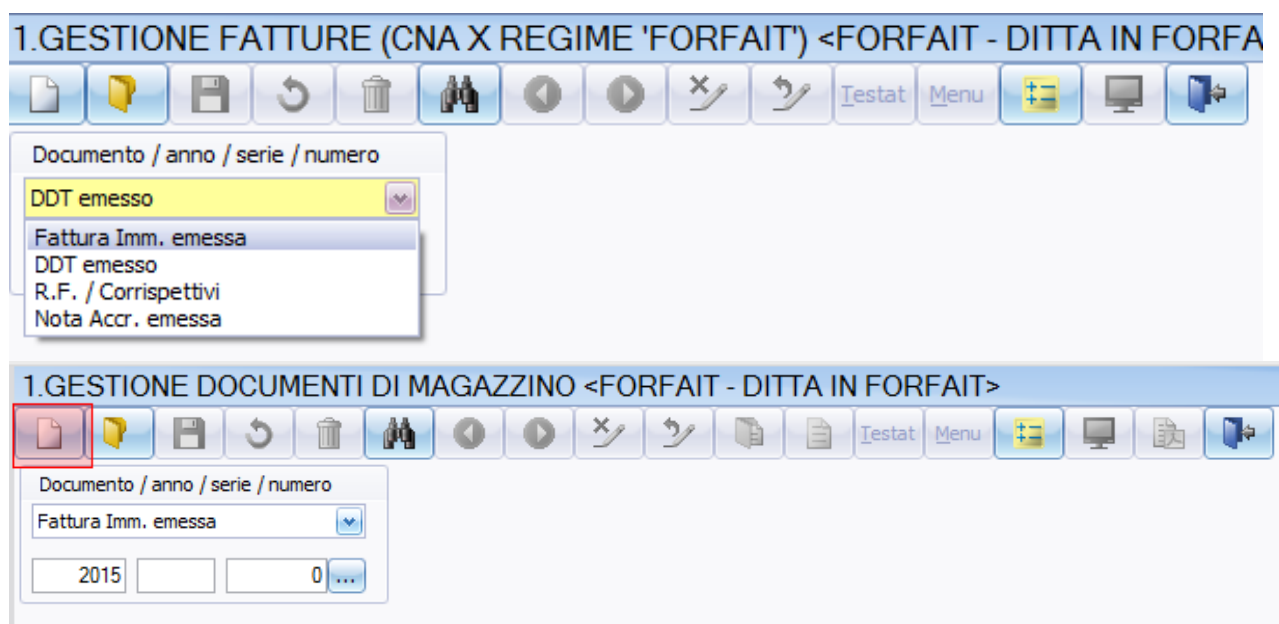 1.GESTIONE FATTURE (CNA X REGIME 'FORFAIT') <FORFAIT - DITTA IN FORFA
Testat Menu
Documento / anno / serie / numero
DDT emesso
Fattura Imm. emessa
DDT emesso
R.F. / Corrispettivi
Nota Accr. emessa
1.GESTIONE DOCUMENTI DI MAGAZZINO <FORFAIT - DITTA IN FORFAIT>
Testat Menu
Documento / anno / serie / numero
Fattura Imm. emessa
2015 0 ...